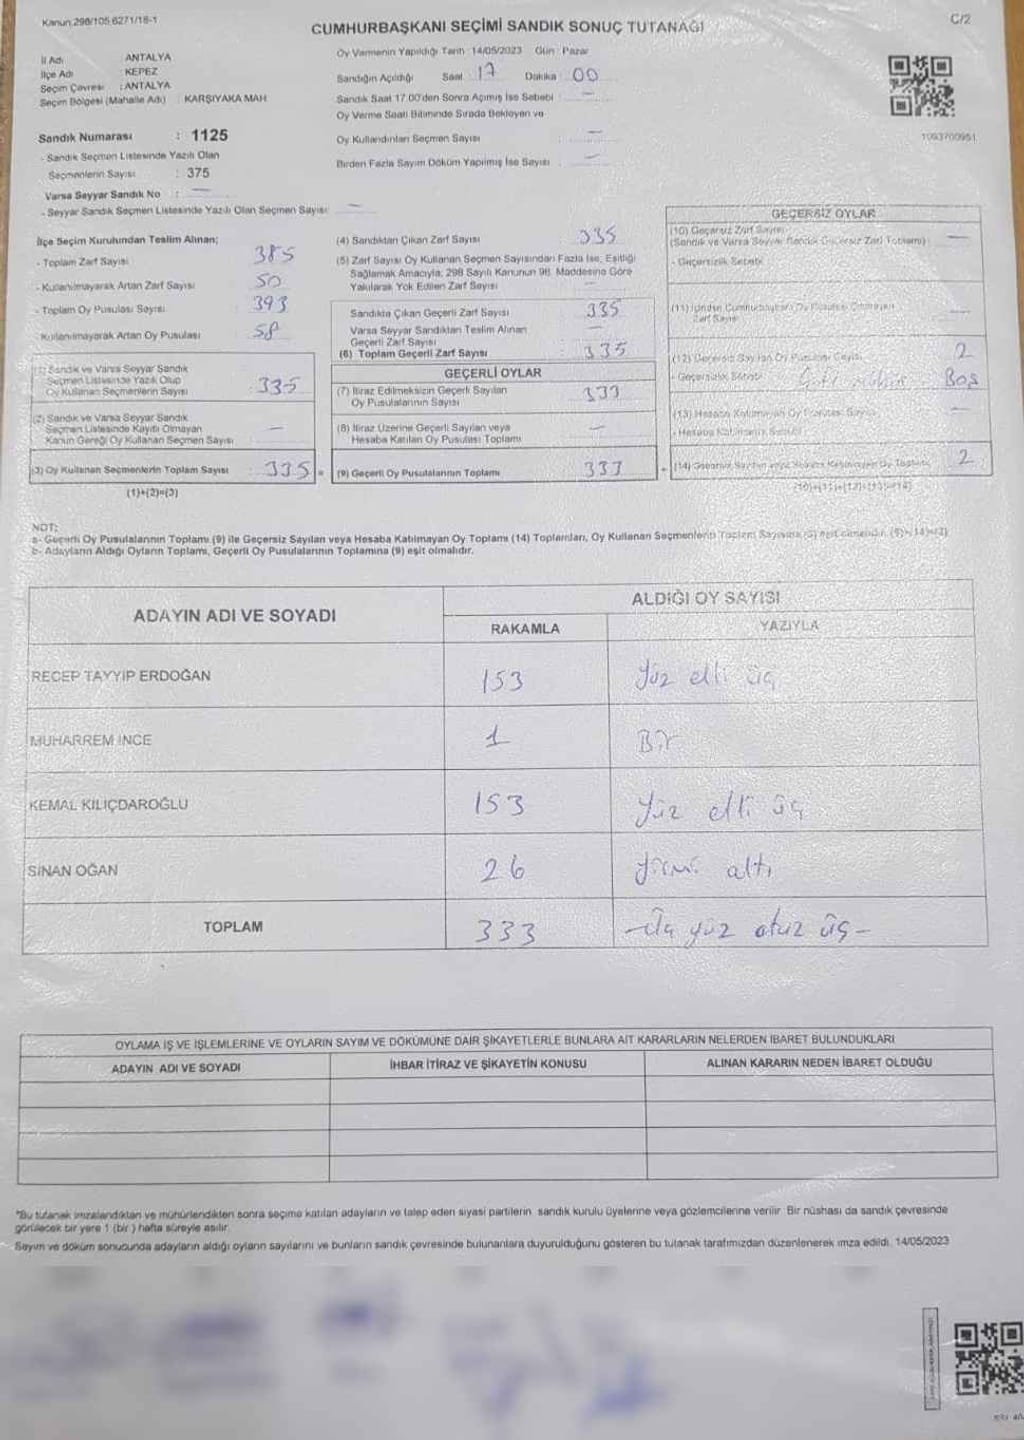 Kanun 298/105 6271/18-1
C/2
CUMHURBAŞKANI SEÇİMİ SANDIK SONUÇ TUTANAĞI
İl Adı ANTALYA
İlçe Adı : KEPEZ
Seçim Çevresi : ANTALYA
Seçim Bölgesi (Mahalle Adı) : KARŞIYAKA MAH
Sandık Numarası : 1125
- Sandık Seçmen Listesinde Yazılı Olan
Seçmenlerin Sayısı : 375
Varsa Seyyar Sandık No : —
- Seyyar Sandık Seçmen Listesinde Yazılı Olan Seçmen Sayısı —
Oy Vermenin Yapıldığı Tarih : 14/05/2023 Gün : Pazar
Sandığın Açıldığı Saat 17 Dakika : 00
Sandık Saat 17.00'den Sonra Açılmış İse Sebebi : —
Oy Verme Saati Bitiminde Sırada Bekleyen ve
Oy Kullandırılan Seçmen Sayısı —
Birden Fazla Sayım Döküm Yapılmış İse Sayısı —
1093700951
İlçe Seçim Kurulundan Teslim Alınan;
- Toplam Zarf Sayısı 385
- Kullanılmayarak Artan Zarf Sayısı 50
- Toplam Oy Pusulası Sayısı 393
Kullanılmayarak Artan Oy Pusulası 58
(1) Sandık ve Varsa Seyyar Sandık
Seçmen Listesinde Yazılı Olup
Oy Kullanan Seçmenlerin Sayısı 335
(2) Sandık ve Varsa Seyyar Sandık
Seçmen Listesinde Kayıtlı Olmayan
Kanun Gereği Oy Kullanan Seçmen Sayısı —
(3) Oy Kullanan Seçmenlerin Toplam Sayısı 335 =
(1)+(2)=(3)
(4) Sandıktan Çıkan Zarf Sayısı 335
(5) Zarf Sayısı Oy Kullanan Seçmen Sayısından Fazla İse, Eşitliği
Sağlamak Amacıyla; 298 Sayılı Kanunun 98. Maddesine Göre
Yakılarak Yok Edilen Zarf Sayısı —
Sandıkta Çıkan Geçerli Zarf Sayısı 335
Varsa Seyyar Sandıktan Teslim Alınan
Geçerli Zarf Sayısı —
(6) Toplam Geçerli Zarf Sayısı : 335
GEÇERLİ OYLAR
(7) İtiraz Edilmeksizin Geçerli Sayılan
Oy Pusulalarının Sayısı : 333
(8) İtiraz Üzerine Geçerli Sayılan veya
Hesaba Katılan Oy Pusulası Toplamı —
(9) Geçerli Oy Pusulalarının Toplamı 333 +
GEÇERSİZ OYLAR
(10) Geçersiz Zarf Sayısı
(Sandık ve Varsa Seyyar Sandık Geçersiz Zarf Toplamı) —
- Geçersizlik Sebebi
Zarf Sayısı —
(12) Geçersiz Sayılan Oy Pusulası Sayısı 2
- Geçersizlik Sebebi Boş
(13) Hesaba Katılmayan Oy Pusulası Sayısı —
- Hesaba Katılmama Sebebi
(14) Geçersiz Sayılan veya Hesaba Katılmayan Oy Toplamı 2
(10)+(11)+(12)+(13)=(14)
NOT:
a- Geçerli Oy Pusulalarının Toplamı (9) ile Geçersiz Sayılan veya Hesaba Katılmayan Oy Toplamı (14) Toplamları, Oy Kullanan Seçmenlerin Toplam Sayısına (3) eşit olmalıdır. (9)+(14)=(3)
b- Adayların Aldığı Oyların Toplamı, Geçerli Oy Pusulalarının Toplamına (9) eşit olmalıdır.
ADAYIN ADI VE SOYADI
ALDIĞI OY SAYISI
RAKAMLA YAZIYLA
RECEP TAYYİP ERDOĞAN 153 Yüz elli üç
MUHARREM İNCE 1 Bir
KEMAL KILIÇDAROĞLU 153 Yüz elli üç
SİNAN OĞAN 26 yirmi altı
TOPLAM 333 -Üç yüz otuz üç-
OYLAMA İŞ VE İŞLEMLERİNE VE OYLARIN SAYIM VE DÖKÜMÜNE DAİR ŞİKAYETLERLE BUNLARA AİT KARARLARIN NELERDEN İBARET BULUNDUKLARI
ADAYIN ADI VE SOYADI İHBAR İTİRAZ VE ŞİKAYETİN KONUSU ALINAN KARARIN NEDEN İBARET OLDUĞU
*Bu tutanak imzalandıktan ve mühürlendikten sonra seçime katılan adayların ve talep eden siyasi partilerin sandık kurulu üyelerine veya gözlemcilerine verilir. Bir nüshası da sandık çevresinde
görülecek bir yere 1 (bir) hafta süreyle asılır.
Sayım ve döküm sonucunda adayların aldığı oyların sayılarını ve bunların sandık çevresinde bulunanlara duyurulduğunu gösteren bu tutanak tarafımızdan düzenlenerek imza edildi. 14/05/2023